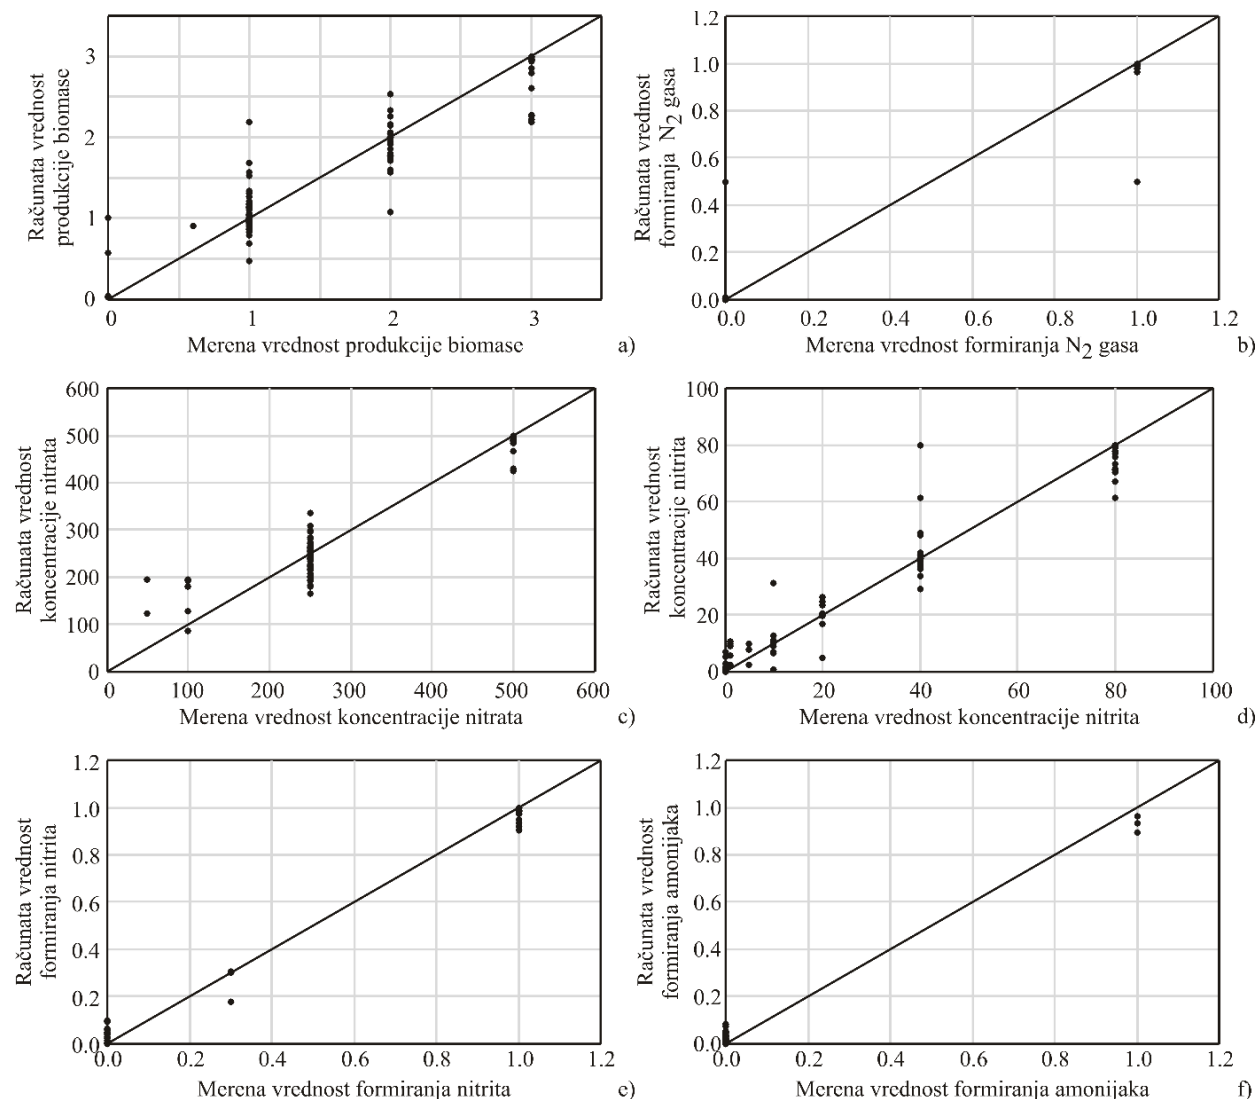 Računata vrednost
produkcije biomase
3
2
1
0
0 1 2 3
Merena vrednost produkcije biomase
a)
Računata vrednost
formiranja N2 gasa
1.2
1.0
0.8
0.6
0.4
0.2
0.0
0.0 0.2 0.4 0.6 0.8 1.0 1.2
Merena vrednost formiranja N2 gasa
b)
Računata vrednost
koncentracije nitrata
600
500
400
300
200
100
0
0 100 200 300 400 500 600
Merena vrednost koncentracije nitrata
c)
Računata vrednost
koncentracije nitrita
100
80
60
40
20
0
0 20 40 60 80 100
Merena vrednost koncentracije nitrita
d)
Računata vrednost
formiranja nitrita
1.2
1.0
0.8
0.6
0.4
0.2
0.0
0.0 0.2 0.4 0.6 0.8 1.0 1.2
Merena vrednost formiranja nitrita
e)
Računata vrednost
formiranja amonijaka
1.2
1.0
0.8
0.6
0.4
0.2
0.0
0.0 0.2 0.4 0.6 0.8 1.0 1.2
Merena vrednost formiranja amonijaka
f)